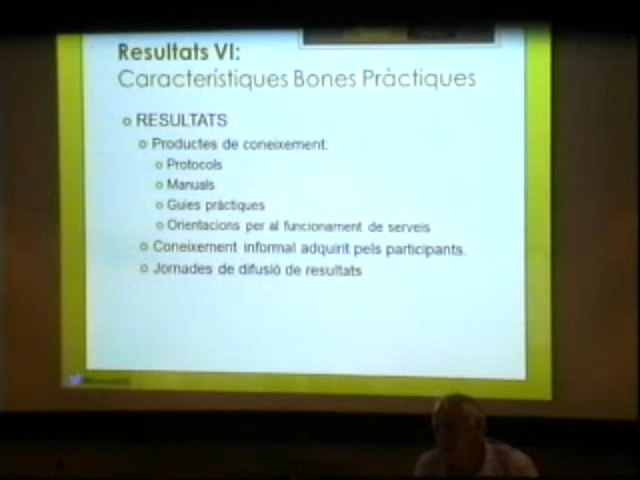 Resultats VI:
Característiques Bones Pràctiques
RESULTATS
Productes de coneixement:
Protocols
Manuals
Guies pràctiques
Orientacions per al funcionament de serveis
Coneixement informal adquirit pels participants.
Jornades de difusió de resultats